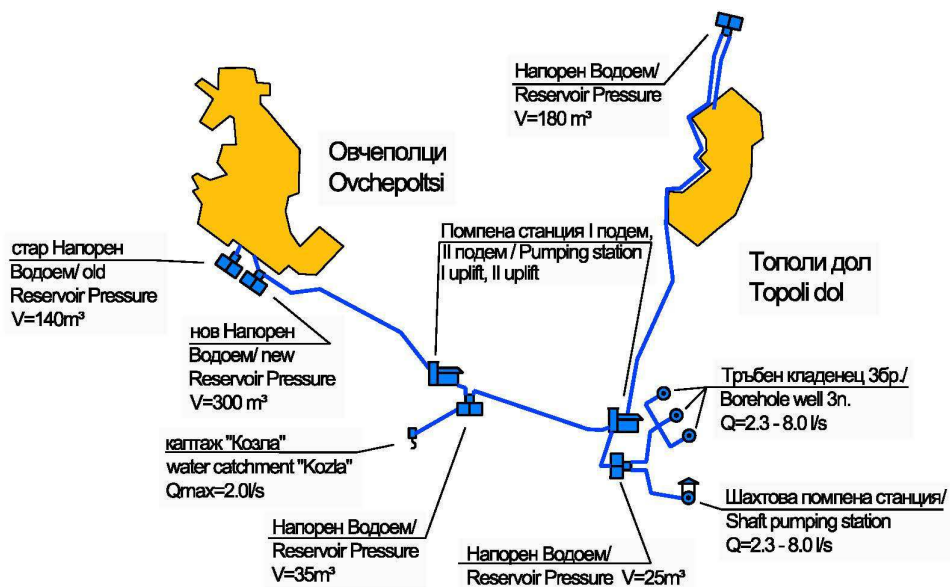 Напорен Водоем/
Reservoir Pressure
V=180 m³
Овчеполци
Ovchepoltsi
стар Напорен
Водоем/ old
Reservoir Pressure
V=140m³
Помпена станция I подем,
II подем / Pumping station
I uplift, II uplift
Тополи дол
Topoli dol
нов Напорен
Водоем/ new
Reservoir Pressure
V=300 m³
Тръбен кладенец 3бр./
Borehole well 3n.
Q=2.3 - 8.0 l/s
каптаж "Козла"
water catchment "Kozla"
Qmax=2.0l/s
Шахтова помпена станция/
Shaft pumping station
Q=2.3 - 8.0 l/s
Напорен Водоем/
Reservoir Pressure
V=35m³
Напорен Водоем/
Reservoir Pressure V=25m³